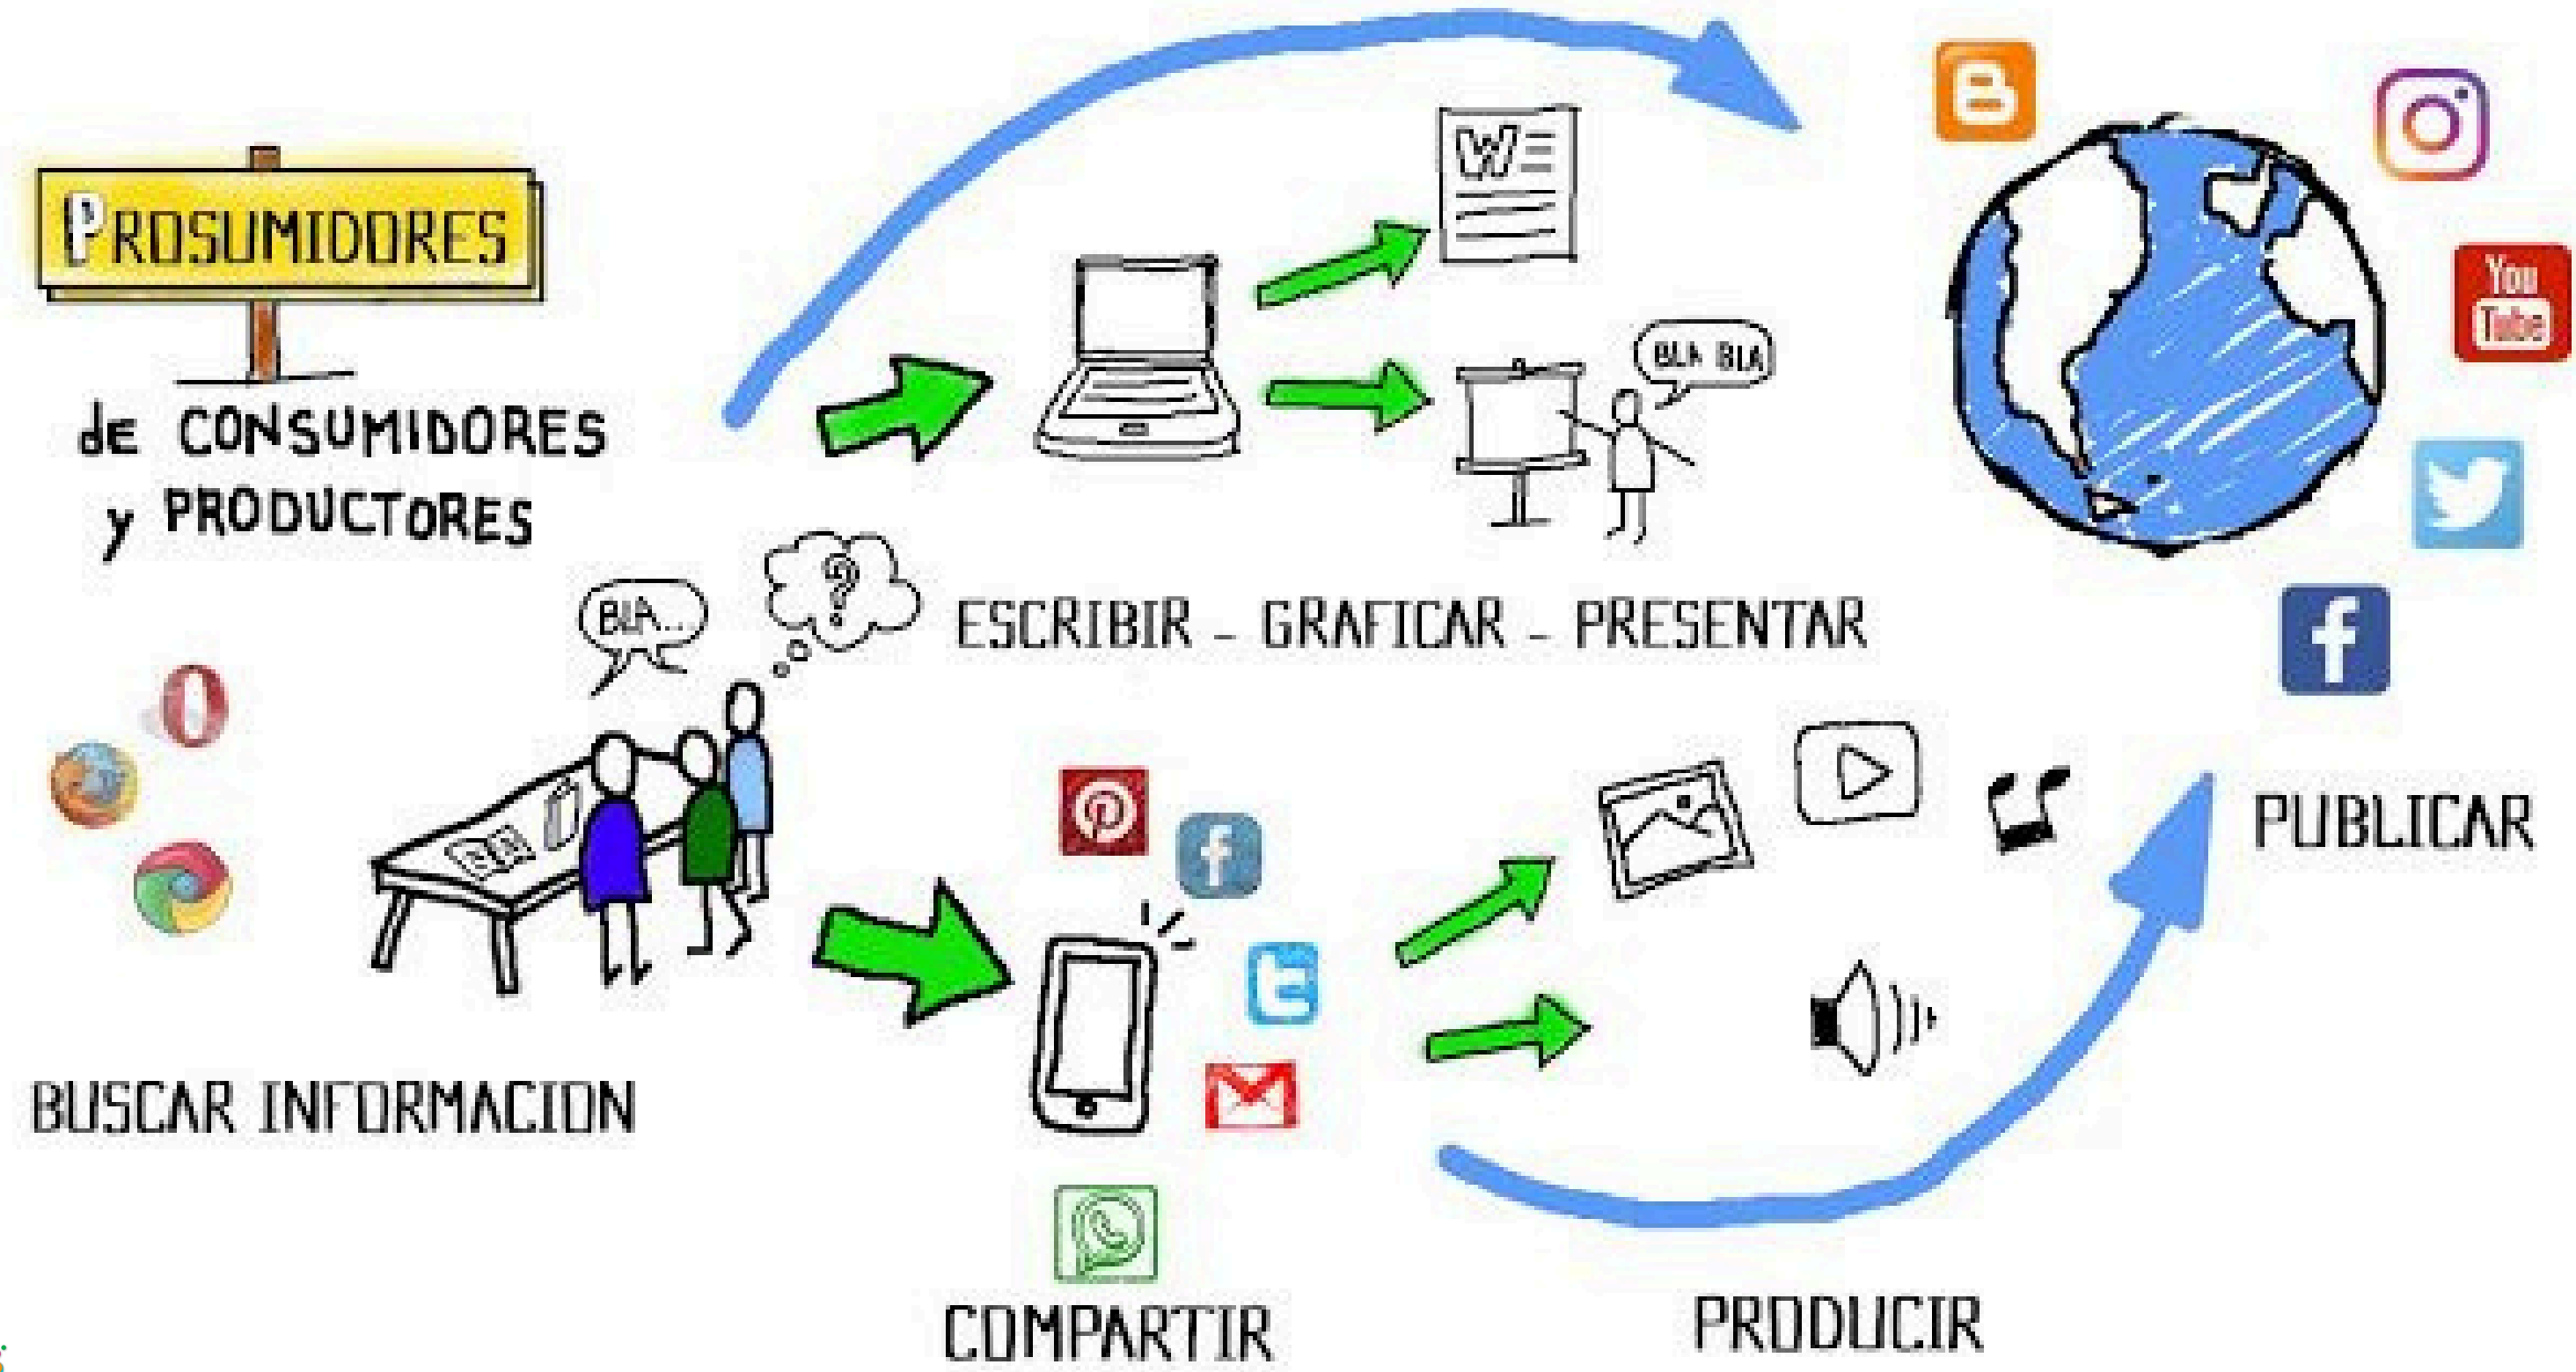 PROSUMIDORES
de CONSUMIDORES
y PRODUCTORES
W
BLA BLA
You
Tube
BLA...
?
ESCRIBIR - GRAFICAR - PRESENTAR
BUSCAR INFORMACION
PUBLICAR
COMPARTIR
PRODUCIR